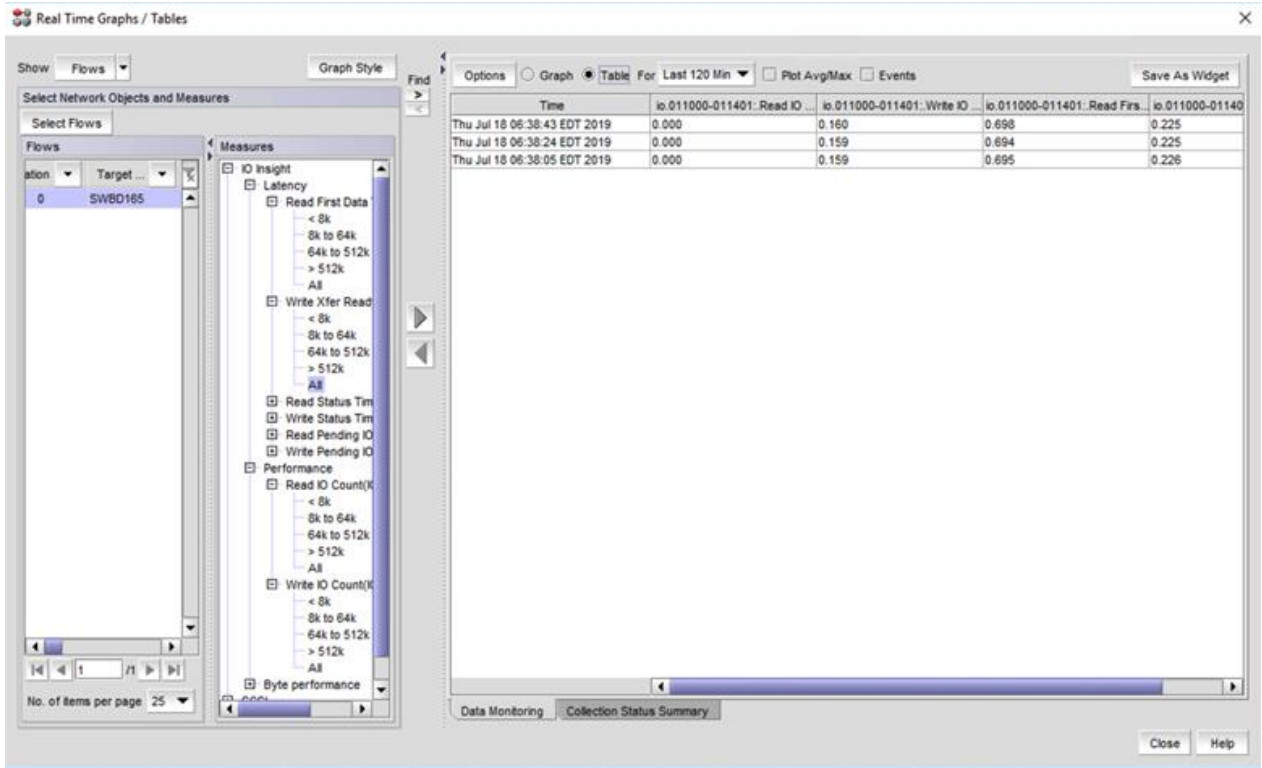 Real Time Graphs / Tables
Show Flows Graph Style
Find
Select Network Objects and Measures
Select Flows
Flows
ation Target ...
0 SWBD165
1 /1
No. of items per page 25
Measures
IO Insight
Latency
Read First Data
< 8k
8k to 64k
64k to 512k
> 512k
All
Write Xfer Read
< 8k
8k to 64k
64k to 512k
> 512k
All
Read Status Tim
Write Status Tim
Read Pending IO
Write Pending IO
Performance
Read IO Count(IO
< 8k
8k to 64k
64k to 512k
> 512k
All
Write IO Count(IO
< 8k
8k to 64k
64k to 512k
> 512k
All
Byte performance
Options Graph Table For Last 120 Min Plot Avg/Max Events Save As Widget
Time io.011000-011401:.Read IO ... io.011000-011401:.Write IO ... io.011000-011401:.Read Firs... io.011000-01140
Thu Jul 18 06:38:43 EDT 2019 0.000 0.160 0.698 0.225
Thu Jul 18 06:38:24 EDT 2019 0.000 0.159 0.694 0.225
Thu Jul 18 06:38:05 EDT 2019 0.000 0.159 0.695 0.226
Data Monitoring Collection Status Summary
Close Help